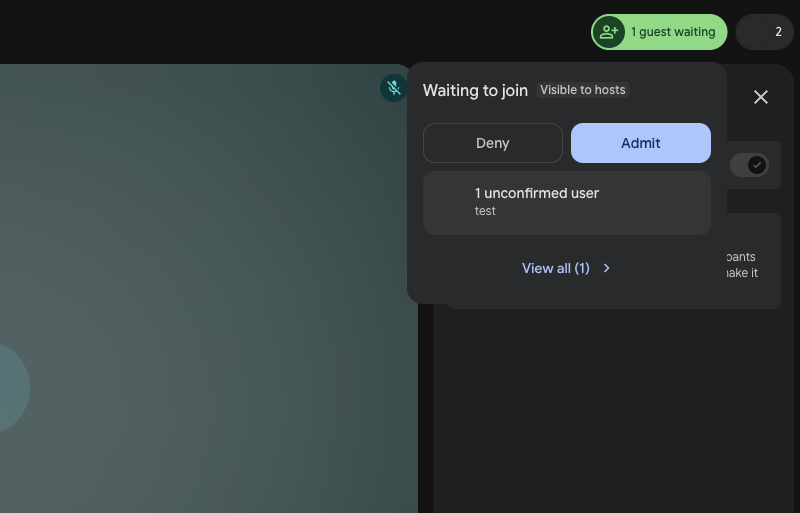 1 guest waiting
2
Waiting to join
Visible to hosts
Deny
Admit
1 unconfirmed user
test
View all (1)